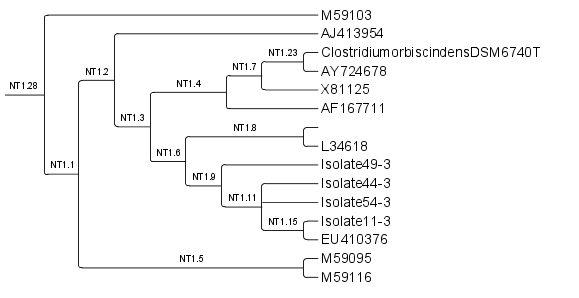 M59103
AJ413954
NT1.23 ClostridiumorbiscindensDSM6740T
NT1.7
NT1.2 AY724678
NT1.4
NT1.28 X81125
AF167711
NT1.3
NT1.8
L34618
NT1.6
NT1.1 Isolate49-3
NT1.9
Isolate44-3
NT1.11
Isolate54-3
NT1.15 Isolate11-3
EU410376
NT1.5 M59095
M59116